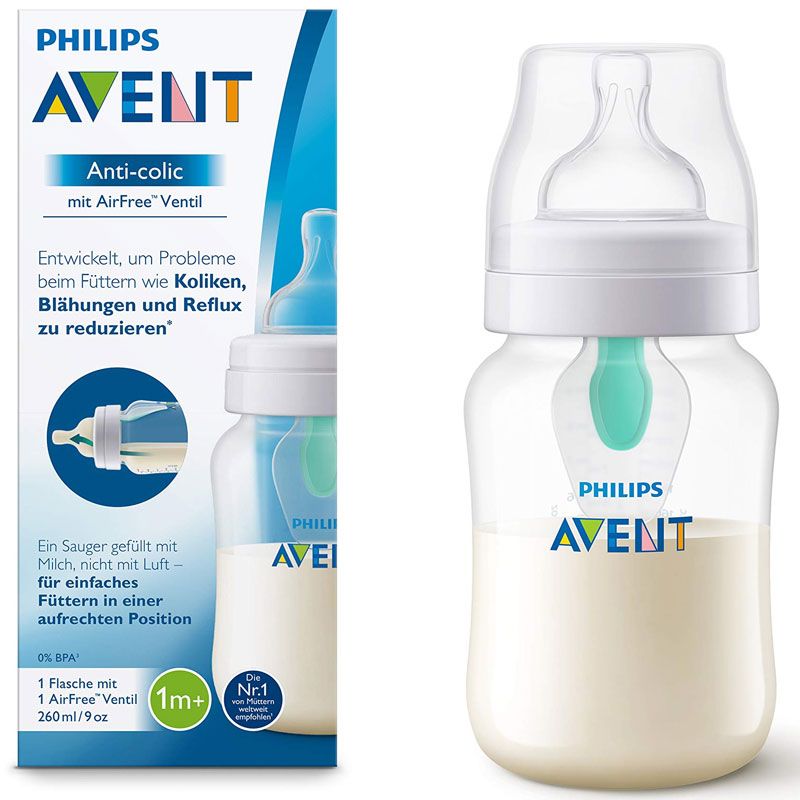 PHILIPS
AVENT
Anti-colic
mit AirFree™ Ventil
Entwickelt, um Probleme
beim Füttern wie Koliken,
Blähungen und Reflux
zu reduzieren*
Ein Sauger gefüllt mit
Milch, nicht mit Luft –
für einfaches
Füttern in einer
aufrechten Position
0% BPA³
1 Flasche mit
1 AirFree™ Ventil
260 ml/9 oz
1m+
Die
Nr.1
von Müttern
weltweit
empfohlen
PHILIPS
AVE
PHILIPS
AVENT